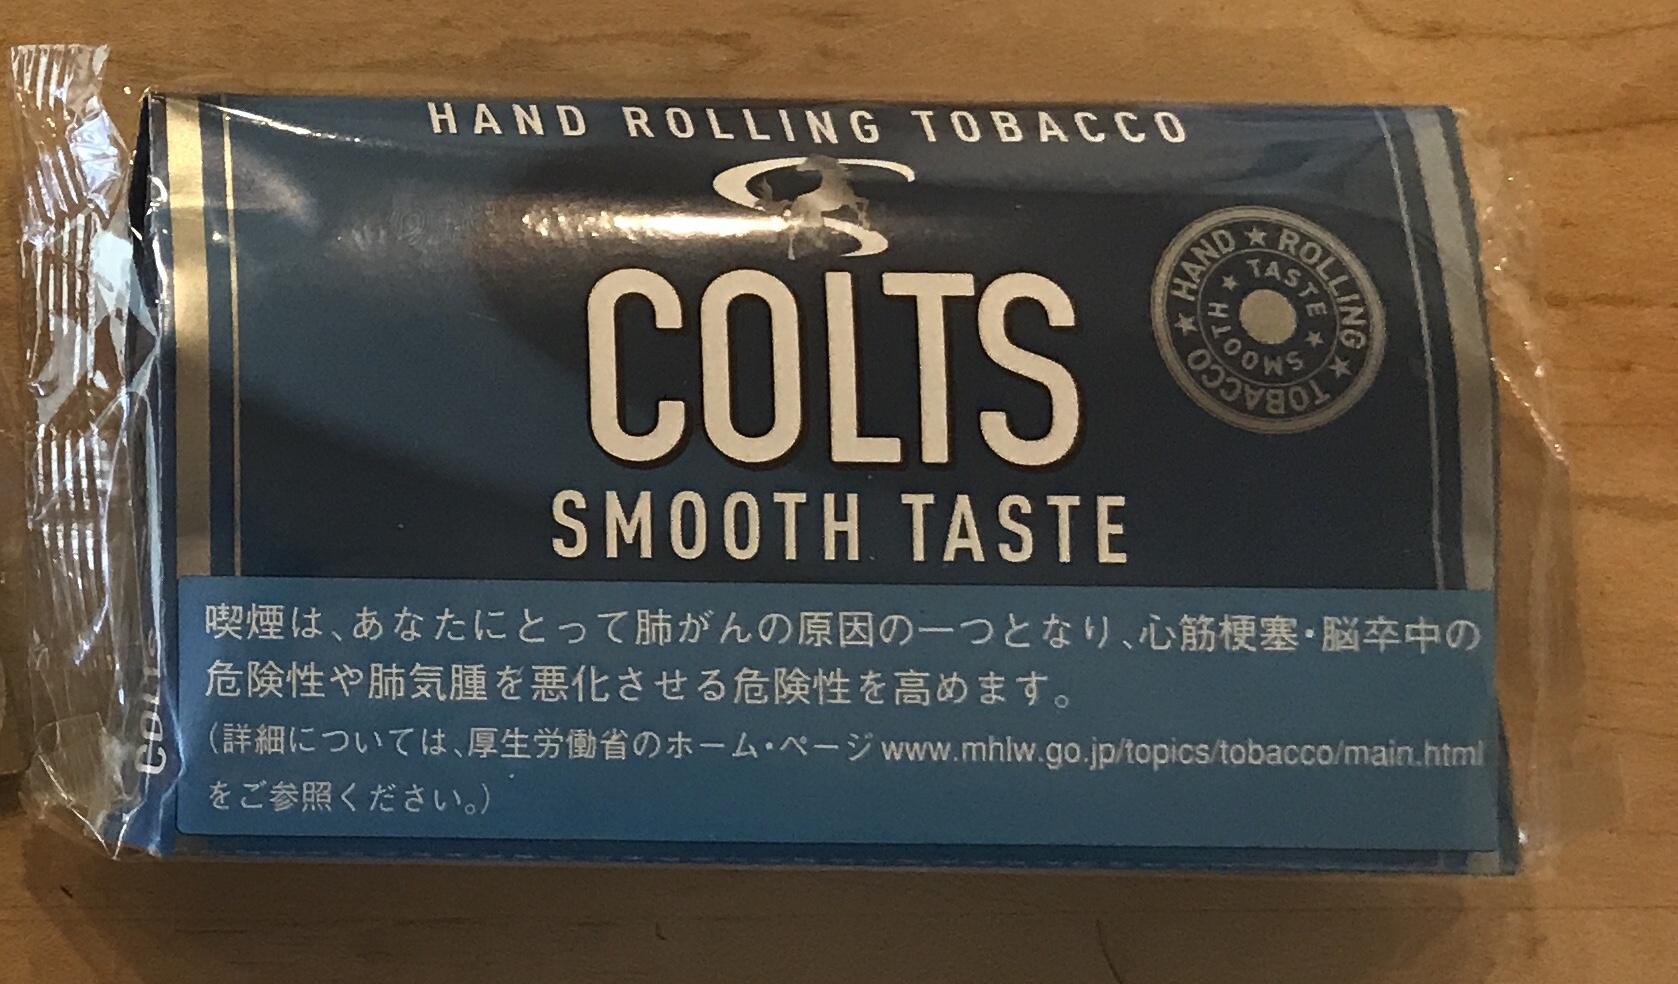 HAND ROLLING TOBACCO
COLTS
SMOOTH TASTE
HAND ★ ROLLING ★ TOBACCO ★
SMOOTH ★ TASTE ★
喫煙は、あなたにとって肺がんの原因の一つとなり、心筋梗塞・脳卒中の
危険性や肺気腫を悪化させる危険性を高めます。
(詳細については、厚生労働省のホーム・ページ www.mhlw.go.jp/topics/tobacco/main.html
をご参照ください。)